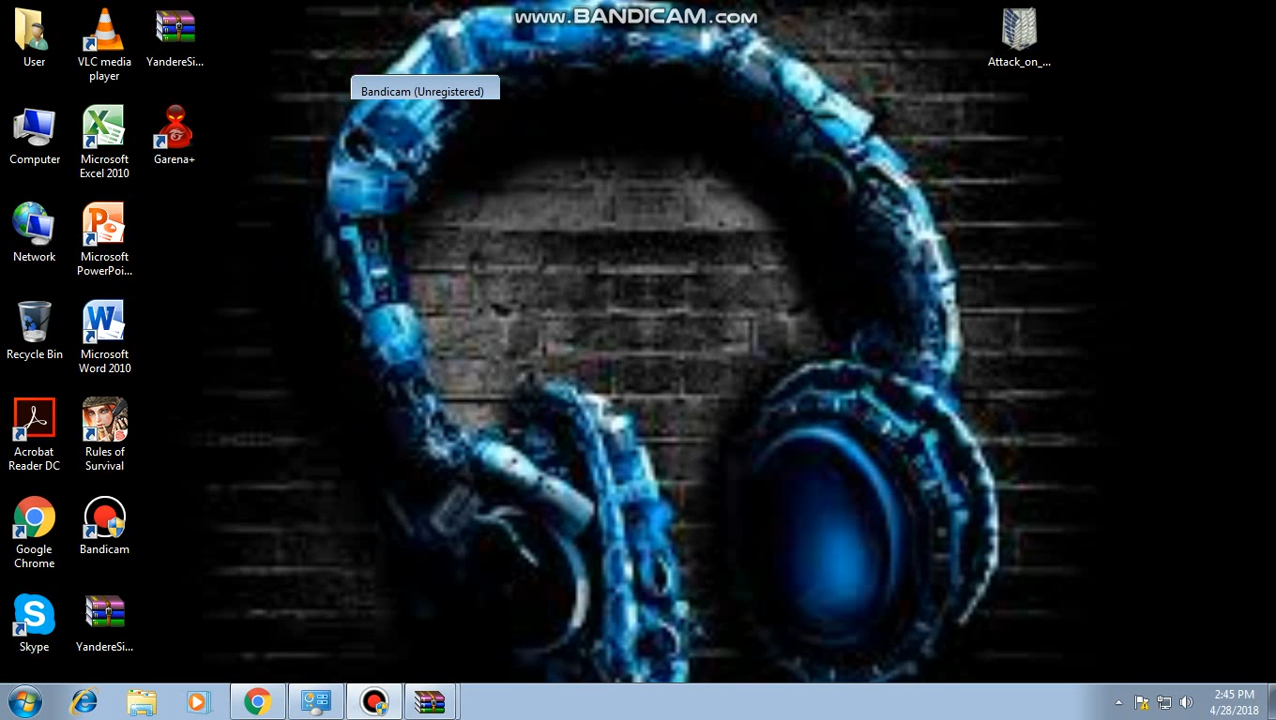 www.BANDICAM.com
Bandicam (Unregistered)
User
VLC media
player
YandereSi...
Attack_on_...
Computer
Microsoft
Excel 2010
Garena+
Network
Microsoft
PowerPoi...
Recycle Bin
Microsoft
Word 2010
Acrobat
Reader DC
Rules of
Survival
Google
Chrome
Bandicam
Skype
YandereSi...
2:45 PM
4/28/2018